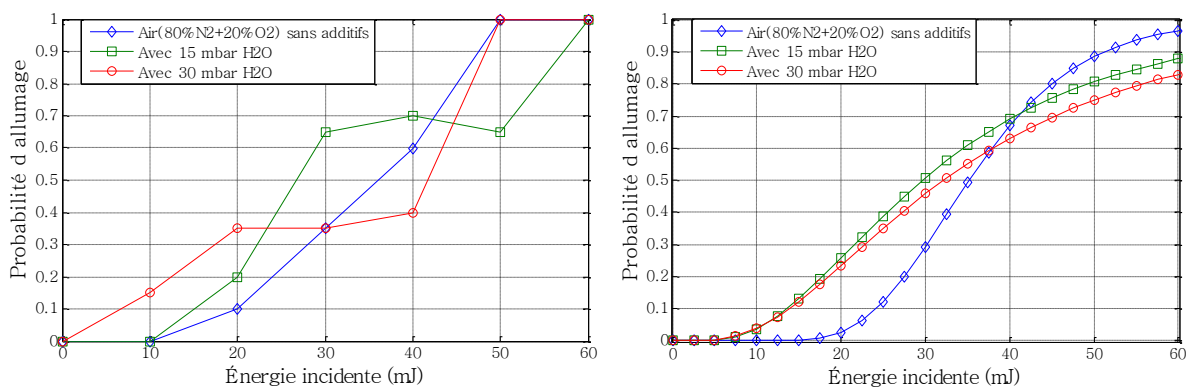 Air(80%N2+20%O2) sans additifs
Avec 15 mbar H2O
Avec 30 mbar H2O
Probabilité d allumage
1
0.9
0.8
0.7
0.6
0.5
0.4
0.3
0.2
0.1
0
0 10 20 30 40 50 60
Énergie incidente (mJ)
Air(80%N2+20%O2) sans additifs
Avec 15 mbar H2O
Avec 30 mbar H2O
Probabilité d allumage
1
0.9
0.8
0.7
0.6
0.5
0.4
0.3
0.2
0.1
0
0 10 20 30 40 50 60
Énergie incidente (mJ)